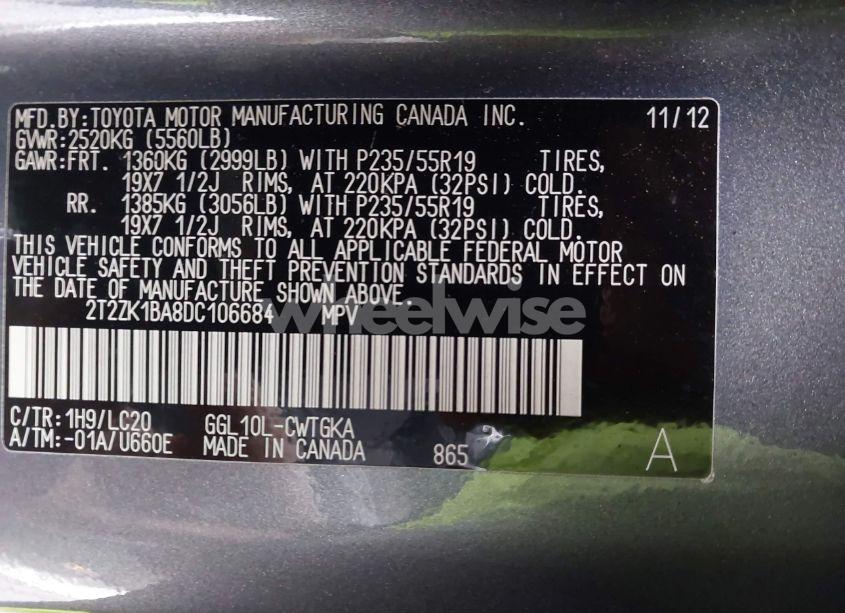 MFD.BY:TOYOTA MOTOR MANUFACTURING CANADA INC. 11/12
GVWR:2520KG (5560LB)
GAWR:FRT. 1360KG (2999LB) WITH P235/55R19 TIRES,
19X7 1/2J RIMS, AT 220KPA (32PSI) COLD.
RR. 1385KG (3056LB) WITH P235/55R19 TIRES,
19X7 1/2J RIMS, AT 220KPA (32PSI) COLD.
THIS VEHICLE CONFORMS TO ALL APPLICABLE FEDERAL MOTOR
VEHICLE SAFETY AND THEFT PREVENTION STANDARDS IN EFFECT ON
THE DATE OF MANUFACTURE SHOWN ABOVE.
2T2ZK1BA8DC106684 MPV
wheelwise
C/TR:1H9/LC20 GGL10L-CWTGKA
A/TM:-01A/U660E MADE IN CANADA 865 A